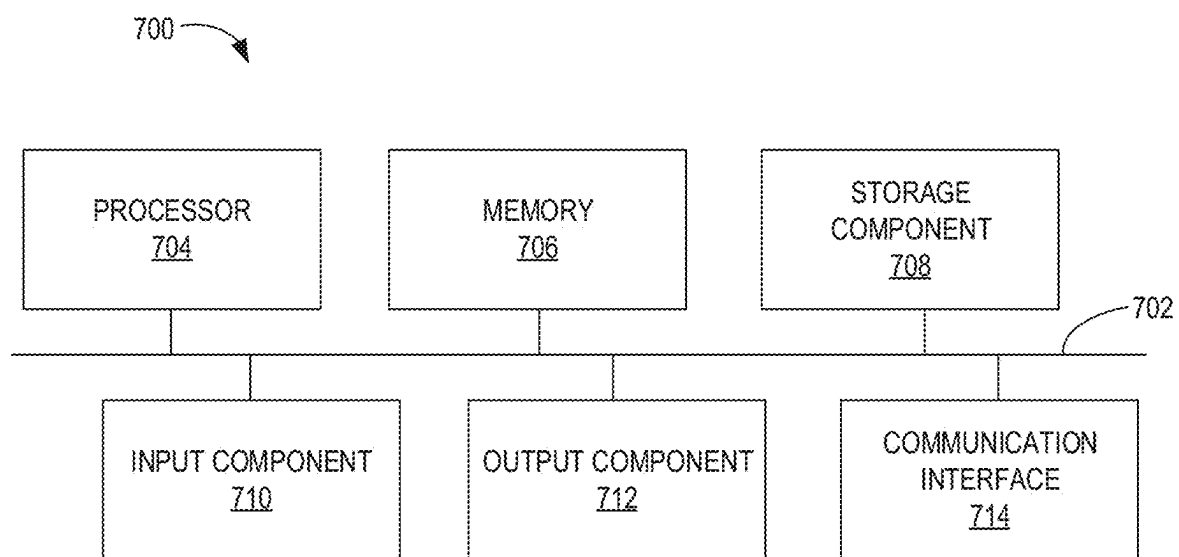 700
PROCESSOR
704
MEMORY
706
STORAGE
COMPONENT
708
702
INPUT COMPONENT
710
OUTPUT COMPONENT
712
COMMUNICATION
INTERFACE
714